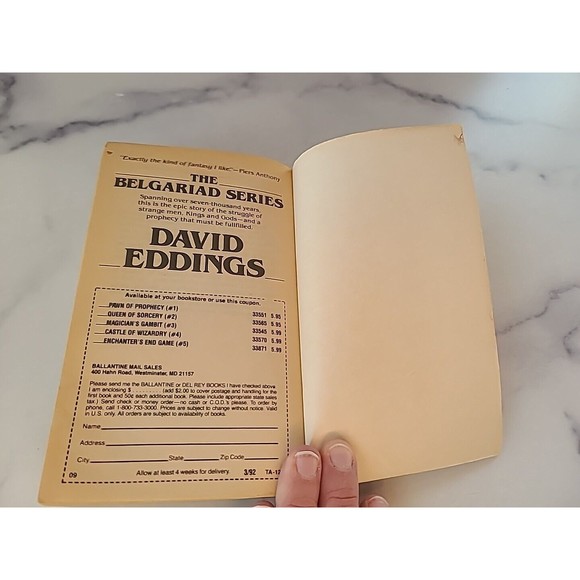 "Exactly the kind of fantasy I like."—Piers Anthony
THE
BELGARIAD SERIES
Spanning over seven-thousand years,
this is the epic story of the struggle of
strange men, Kings and Gods—and a
prophecy that must be fullfilled.
DAVID
EDDINGS
Available at your bookstore or use this coupon.
PAWN OF PROPHECY (#1) 33551 5.95
QUEEN OF SORCERY (#2) 33565 5.95
MAGICIAN'S GAMBIT (#3) 33545 5.95
CASTLE OF WIZARDRY (#4) 33570 5.99
ENCHANTER'S END GAME (#5) 33871 5.99
BALLANTINE MAIL SALES
400 Hahn Road, Westminster, MD 21157
Please send me the BALLANTINE or DEL REY BOOKS I have checked above.
I am enclosing $ . . . . . . . (add $2.00 to cover postage and handling for the
first book and 50¢ each additional book. Please include appropriate state sales
tax.) Send check or money order—no cash or C.O.D.'s please. To order by
phone, call 1-800-733-3000. Prices are subject to change without notice. Valid
in U.S. only. All orders are subject to availability of books.
Name
Address
City State Zip Code
09 Allow at least 4 weeks for delivery. 3/92 TA-12